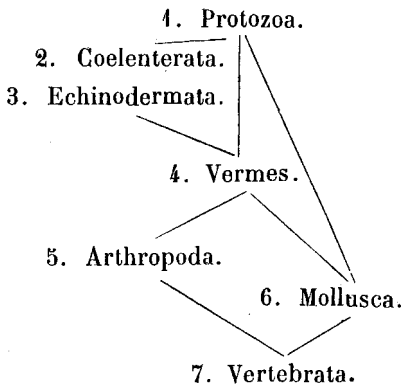 1. Protozoa.
2. Coelenterata.
3. Echinodermata.
4. Vermes.
5. Arthropoda.
6. Mollusca.
7. Vertebrata.